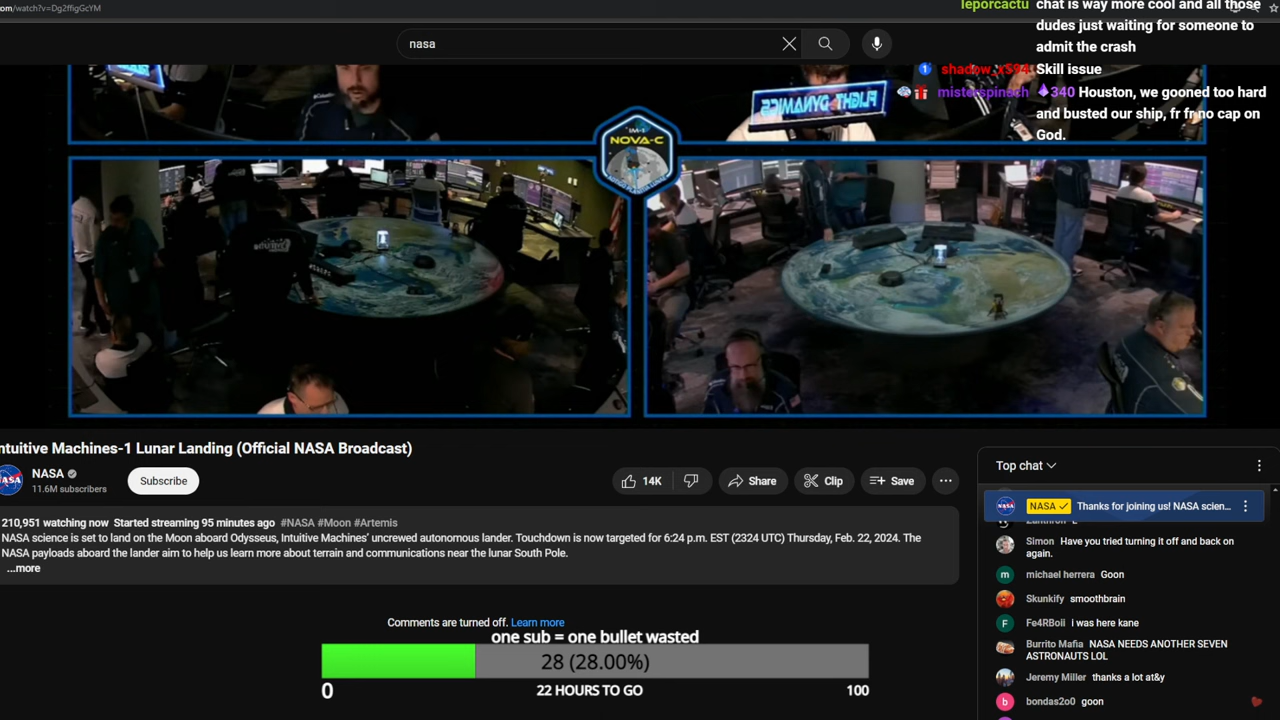 om/watch?v=Dg2ffigGcYM
leporcactu chat is way more cool and all those
dudes just waiting for someone to
admit the crash
nasa
shadow_x594 Skill issue
misterspinach 340 Houston, we gooned too hard
and busted our ship, fr fr no cap on
God.
FLIGHT DYNAMICS
IM-1
NOVA-C
ntuitive Machines-1 Lunar Landing (Official NASA Broadcast)
NASA
11.6M subscribers
Subscribe
14K
Share
Clip
Save
Top chat
NASA Thanks for joining us! NASA scien...
210,951 watching now Started streaming 95 minutes ago #NASA #Moon #Artemis
NASA science is set to land on the Moon aboard Odysseus, Intuitive Machines' uncrewed autonomous lander. Touchdown is now targeted for 6:24 p.m. EST (2324 UTC) Thursday, Feb. 22, 2024. The
NASA payloads aboard the lander aim to help us learn more about terrain and communications near the lunar South Pole.
...more
Simon Have you tried turning it off and back on
again.
michael herrera Goon
Skunkify smoothbrain
Fe4RBoii i was here kane
Burrito Mafia NASA NEEDS ANOTHER SEVEN
ASTRONAUTS LOL
Jeremy Miller thanks a lot at&y
bondas2o0 goon
Comments are turned off. Learn more
one sub = one bullet wasted
28 (28.00%)
0
22 HOURS TO GO
100